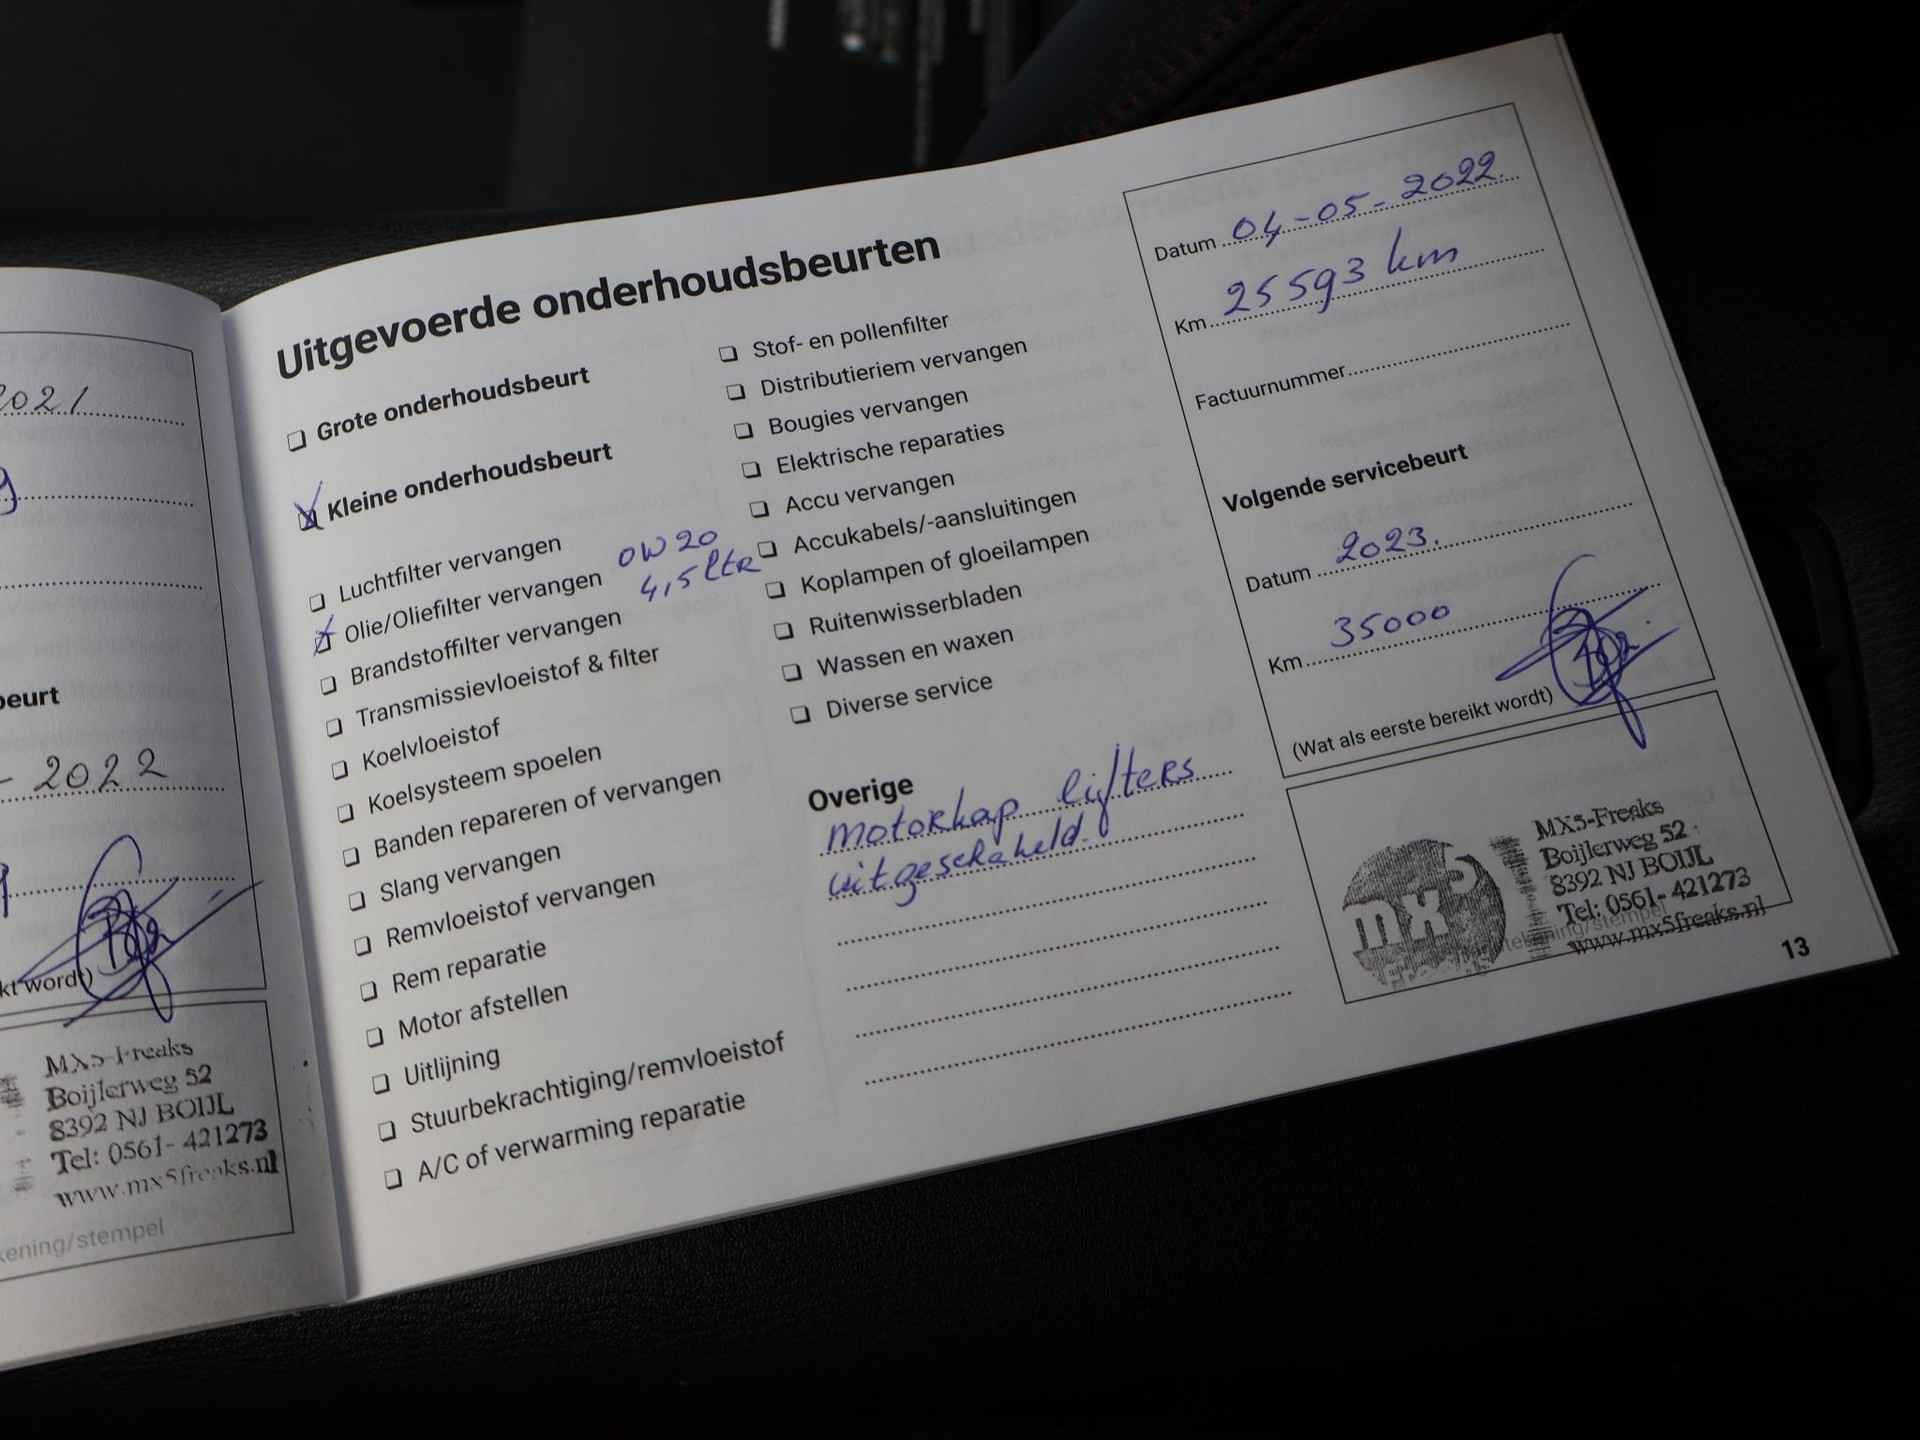 2021
beurt
- 2022
kt wordt)
MX5-Freaks
Boijlerweg 52
8392 NJ BOIJL
Tel: 0561-421273
www.mx5freaks.nl
kening/stempel
Uitgevoerde onderhoudsbeurten
Grote onderhoudsbeurt
Kleine onderhoudsbeurt
Luchtfilter vervangen
Olie/Oliefilter vervangen 0W20
4,5 ltr
Brandstoffilter vervangen
Transmissievloeistof & filter
Koelvloeistof
Koelsysteem spoelen
Banden repareren of vervangen
Slang vervangen
Remvloeistof vervangen
Rem reparatie
Motor afstellen
Uitlijning
Stuurbekrachtiging/remvloeistof
A/C of verwarming reparatie
Stof- en pollenfilter
Distributieriem vervangen
Bougies vervangen
Elektrische reparaties
Accu vervangen
Accukabels/-aansluitingen
Koplampen of gloeilampen
Ruitenwisserbladen
Wassen en waxen
Diverse service
Overige
motorkap lifters
uitgeschakeld.
Datum 04-05-2022.
Km 25593 km
Factuurnummer
Volgende servicebeurt
Datum 2023.
Km 35000
(Wat als eerste bereikt wordt)
mx5
MX5-Freaks
Boijlerweg 52
8392 NJ BOIJL
Tel: 0561-421273
www.mx5freaks.nl
13